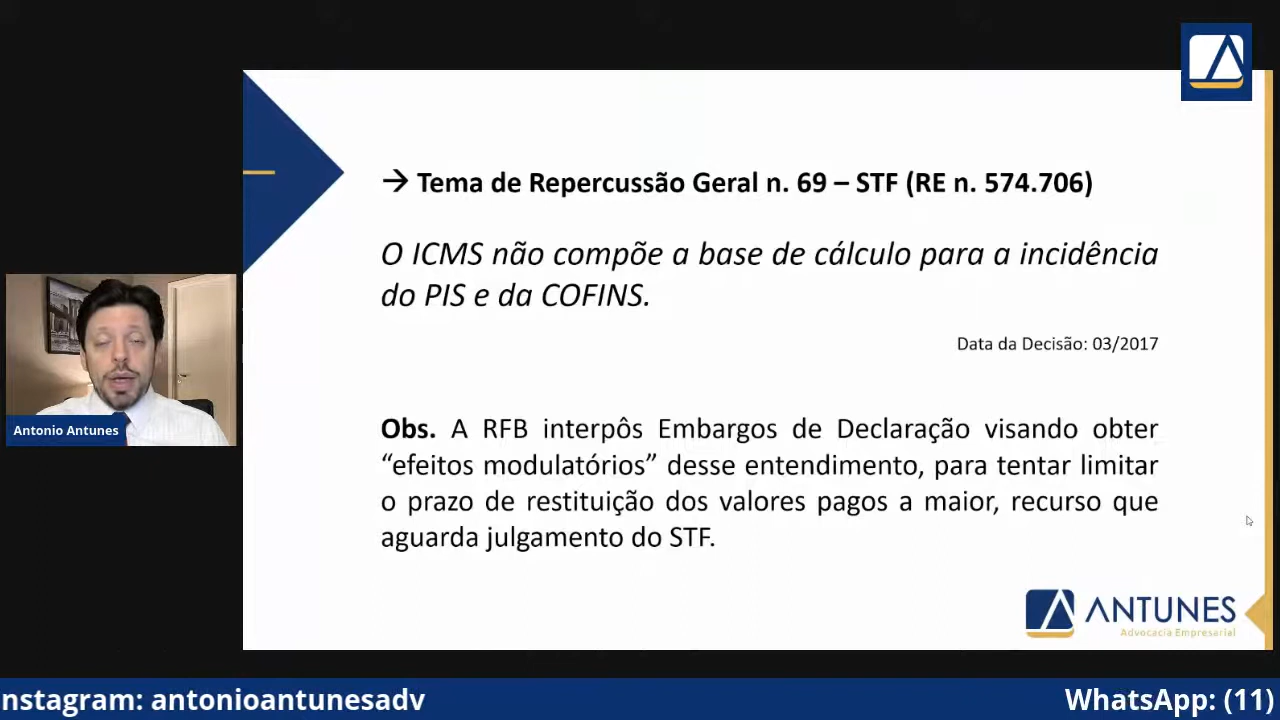 → Tema de Repercussão Geral n. 69 – STF (RE n. 574.706)
O ICMS não compõe a base de cálculo para a incidência
do PIS e da COFINS.
Data da Decisão: 03/2017
Obs. A RFB interpôs Embargos de Declaração visando obter
“efeitos modulatórios” desse entendimento, para tentar limitar
o prazo de restituição dos valores pagos a maior, recurso que
aguarda julgamento do STF.
Antonio Antunes
ANTUNES
Advocacia Empresarial
nstagram: antonioantunesadv
WhatsApp: (11)